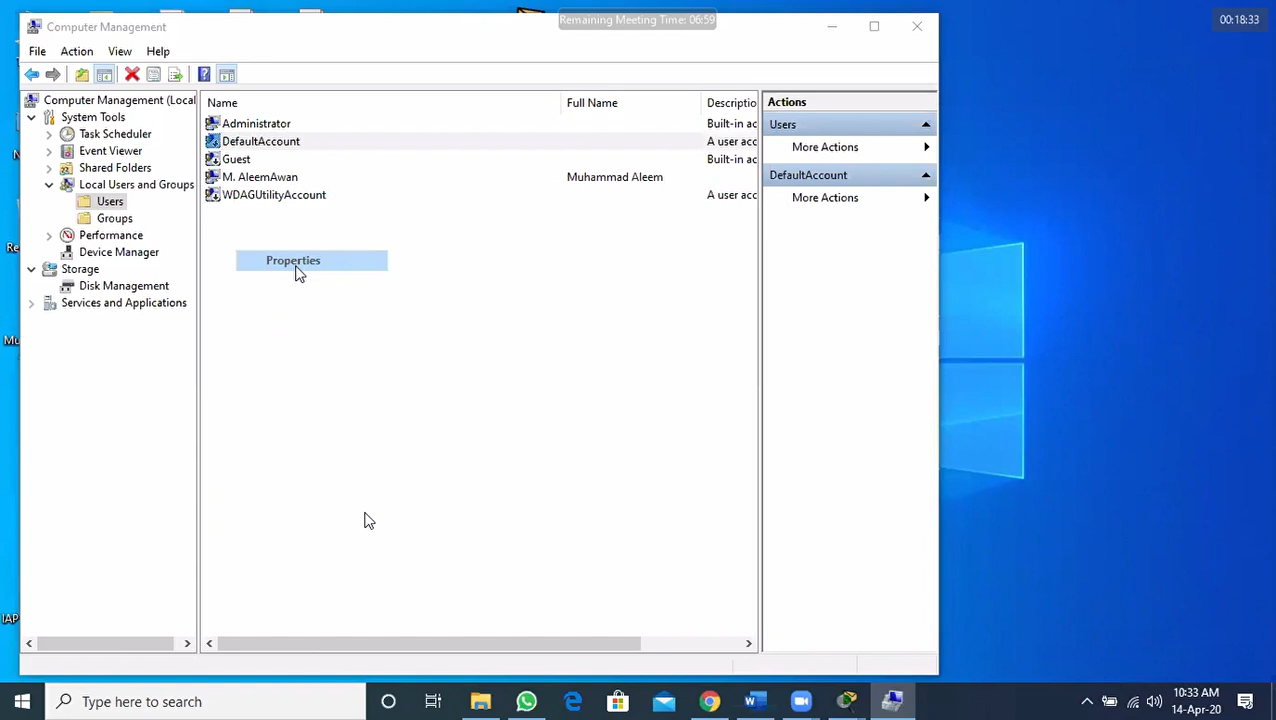 Computer Management
Remaining Meeting Time: 06:59
00:18:33
File Action View Help
Computer Management (Local
System Tools
Task Scheduler
Event Viewer
Shared Folders
Local Users and Groups
Users
Groups
Performance
Device Manager
Storage
Disk Management
Services and Applications
Name Full Name Descriptio
Administrator Built-in ac
DefaultAccount A user acc
Guest Built-in ac
M. AleemAwan Muhammad Aleem
WDAGUtilityAccount A user acc
Properties
Actions
Users
More Actions
DefaultAccount
More Actions
N
Re
Mu
IAP
Type here to search
10:33 AM
14-Apr-20